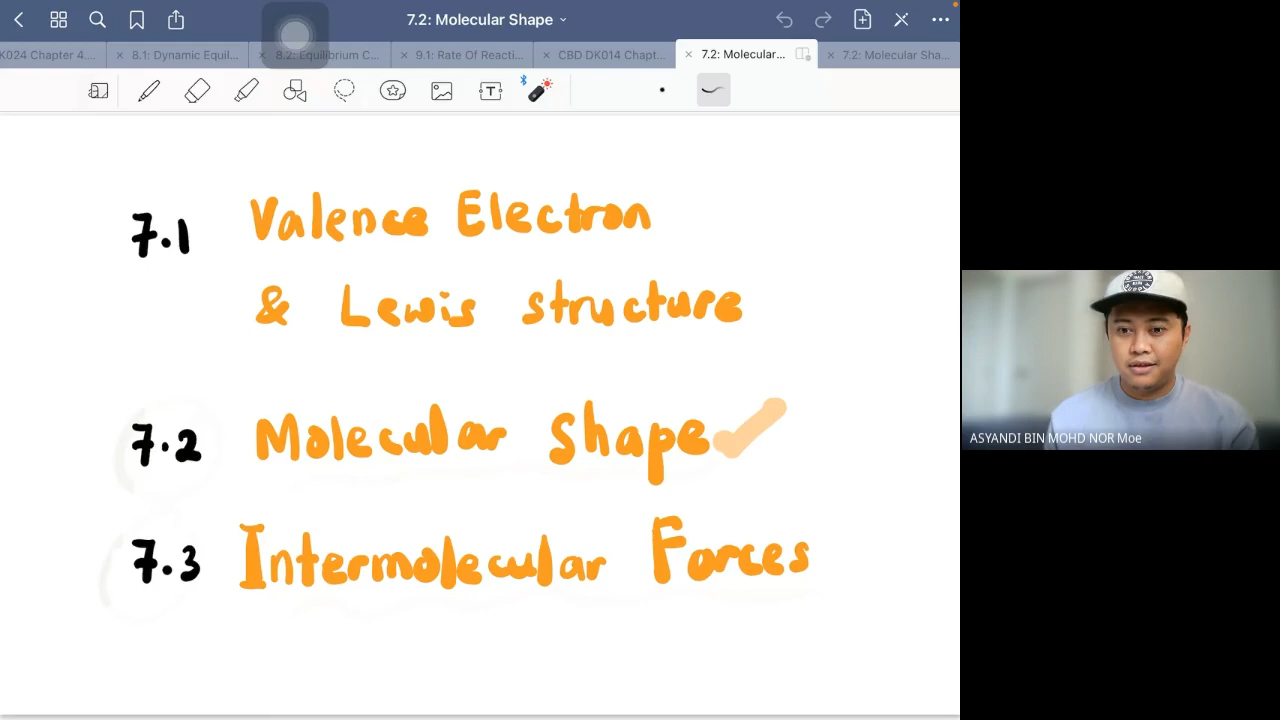 7.2: Molecular Shape
K024 Chapter 4....
8.1: Dynamic Equil...
8.2: Equilibrium C...
9.1: Rate Of Reacti...
CBD DK014 Chapt...
7.2: Molecular...
7.2: Molecular Sha...
T
7.1 Valence Electron
& Lewis structure
7.2 Molecular Shape
7.3 Intermolecular Forces
ASYANDI BIN MOHD NOR Moe